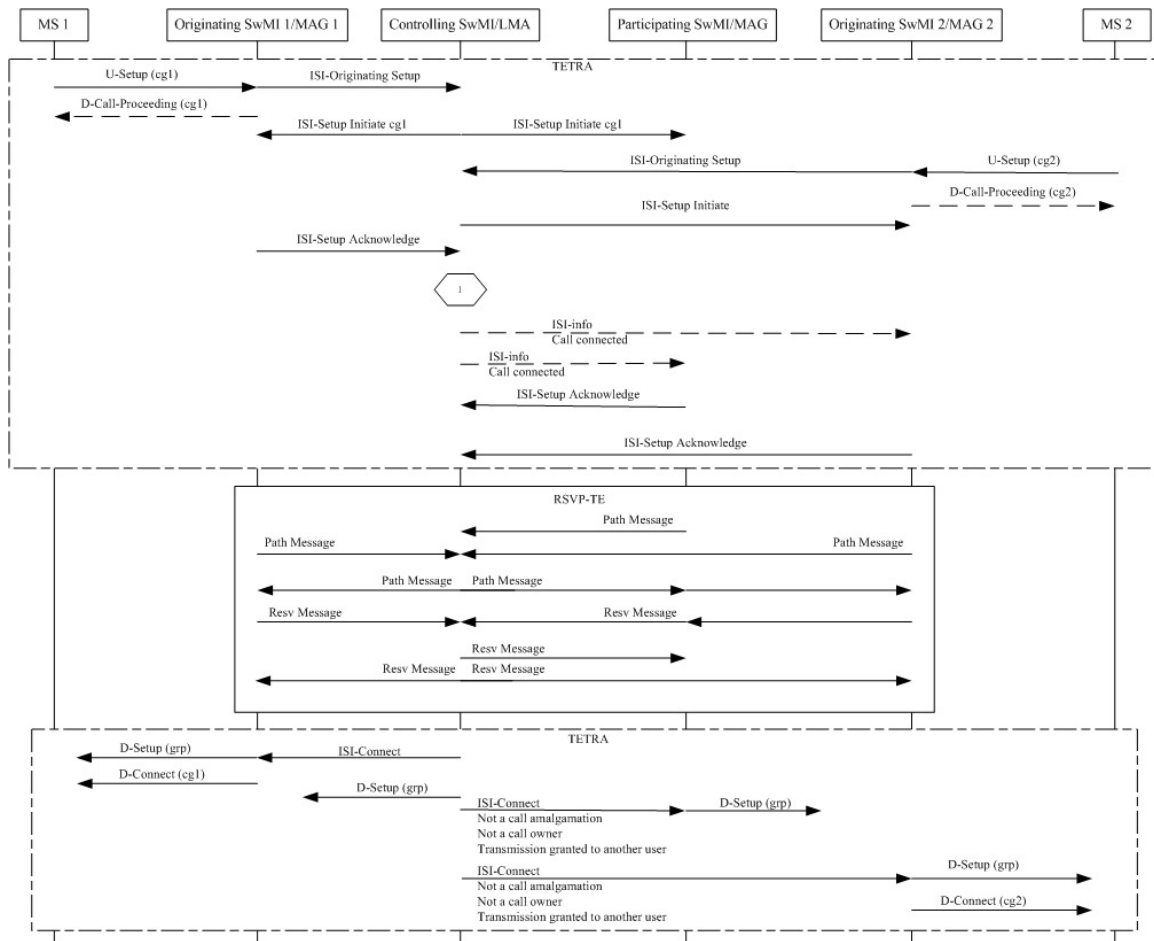 MS 1
Originating SwMI 1/MAG 1
Controlling SwMI/LMA
Participating SwMI/MAG
Originating SwMI 2/MAG 2
MS 2
TETRA
U-Setup (cg1)
ISI-Originating Setup
D-Call-Proceeding (cg1)
ISI-Setup Initiate cg1
ISI-Setup Initiate cg1
ISI-Originating Setup
U-Setup (cg2)
D-Call-Proceeding (cg2)
ISI-Setup Initiate
ISI-Setup Acknowledge
1
ISI-info
Call connected
ISI-info
Call connected
ISI-Setup Acknowledge
ISI-Setup Acknowledge
RSVP-TE
Path Message
Path Message
Path Message
Path Message
Path Message
Resv Message
Resv Message
Resv Message
Resv Message
Resv Message
TETRA
D-Setup (grp)
ISI-Connect
D-Connect (cg1)
D-Setup (grp)
ISI-Connect
Not a call amalgamation
Not a call owner
Transmission granted to another user
D-Setup (grp)
ISI-Connect
Not a call amalgamation
Not a call owner
Transmission granted to another user
D-Setup (grp)
D-Connect (cg2)